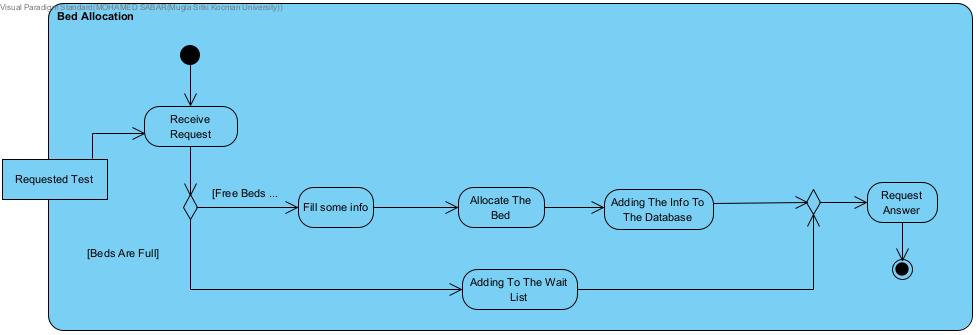 Visual Paradigm Standard(MOHAMED SABAR(Mugla Sitki Kocman University))
Bed Allocation
Receive
Request
Requested Test
[Free Beds ...
Fill some info
Allocate The
Bed
Adding The Info To
The Database
Request
Answer
[Beds Are Full]
Adding To The Wait
List